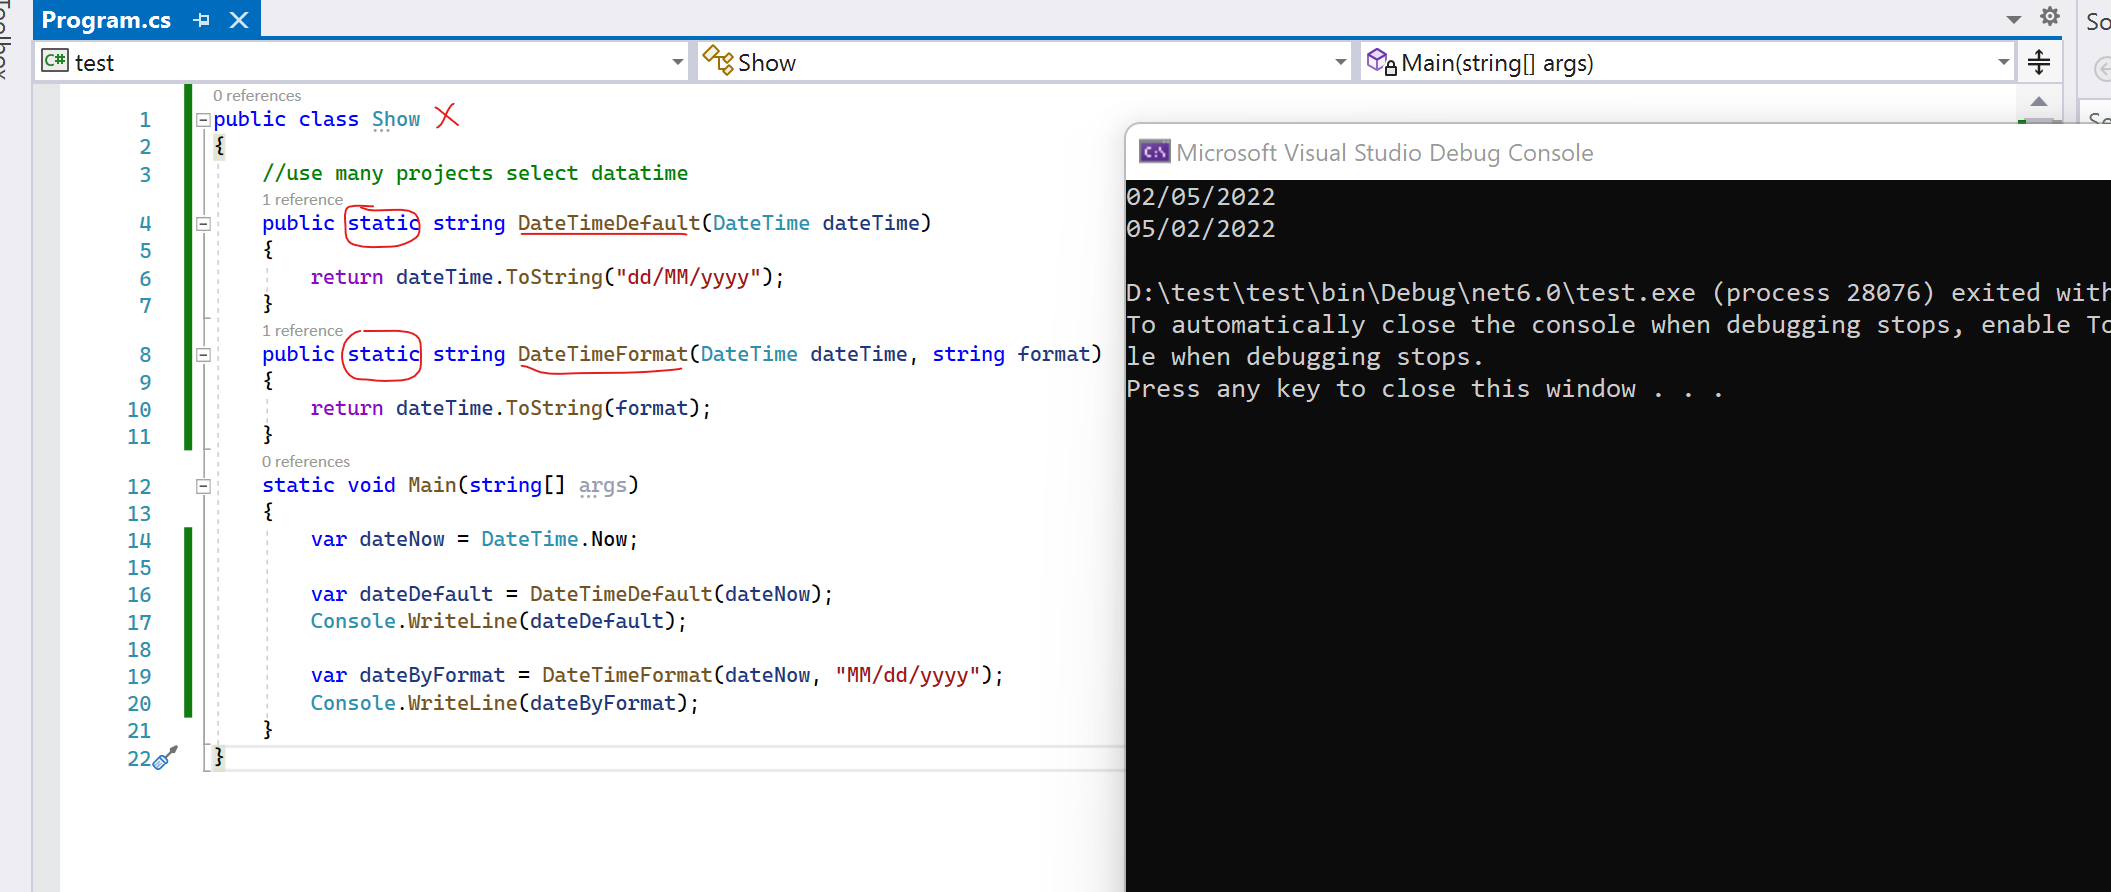 Toolbox
Program.cs
So
C# test
Show
Main(string[] args)
Se
0 references
1 public class Show
2 {
3 //use many projects select datatime
1 reference
4 public static string DateTimeDefault(DateTime dateTime)
5 {
6 return dateTime.ToString("dd/MM/yyyy");
7 }
1 reference
8 public static string DateTimeFormat(DateTime dateTime, string format)
9 {
10 return dateTime.ToString(format);
11 }
0 references
12 static void Main(string[] args)
13 {
14 var dateNow = DateTime.Now;
15
16 var dateDefault = DateTimeDefault(dateNow);
17 Console.WriteLine(dateDefault);
18
19 var dateByFormat = DateTimeFormat(dateNow, "MM/dd/yyyy");
20 Console.WriteLine(dateByFormat);
21 }
22 }
C:\ Microsoft Visual Studio Debug Console
02/05/2022
05/02/2022
D:\test\test\bin\Debug\net6.0\test.exe (process 28076) exited with
To automatically close the console when debugging stops, enable To
le when debugging stops.
Press any key to close this window . . .